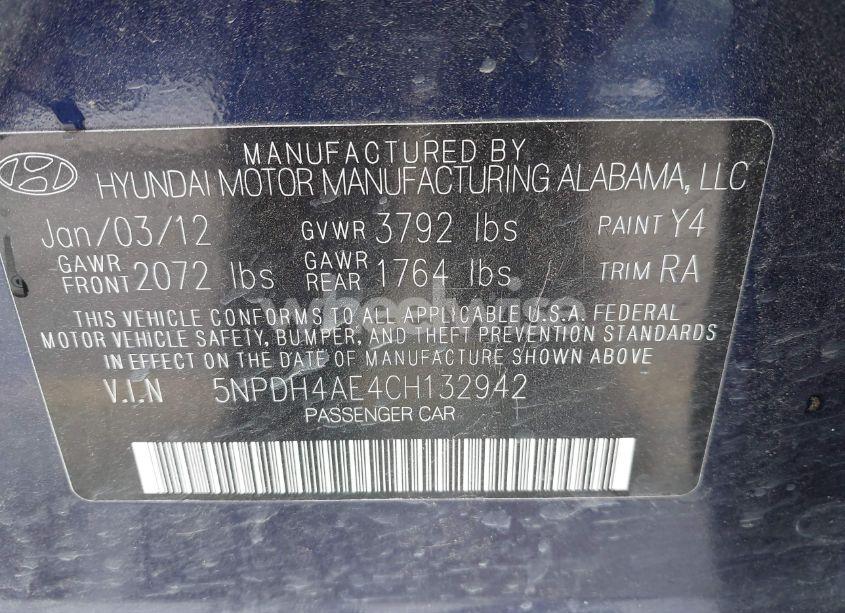 MANUFACTURED BY
HYUNDAI MOTOR MANUFACTURING ALABAMA, LLC
Jan/03/12 GVWR 3792 lbs PAINT Y4
GAWR FRONT 2072 lbs GAWR REAR 1764 lbs TRIM RA
wheelwise
THIS VEHICLE CONFORMS TO ALL APPLICABLE U.S.A. FEDERAL
MOTOR VEHICLE SAFETY, BUMPER, AND THEFT PREVENTION STANDARDS
IN EFFECT ON THE DATE OF MANUFACTURE SHOWN ABOVE
V.I.N 5NPDH4AE4CH132942
PASSENGER CAR